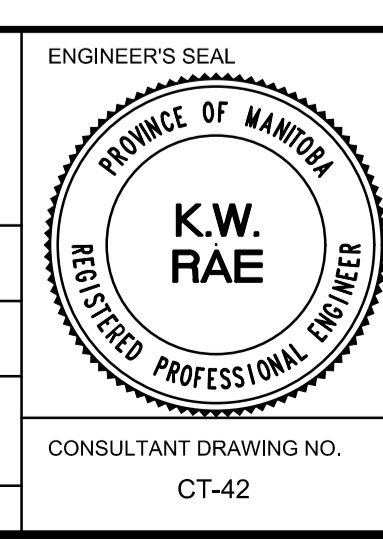 ENGINEER'S SEAL
PROVINCE OF MANITOBA
K.W.
RAE
REGISTERED PROFESSIONAL ENGINEER
CONSULTANT DRAWING NO.
CT-42